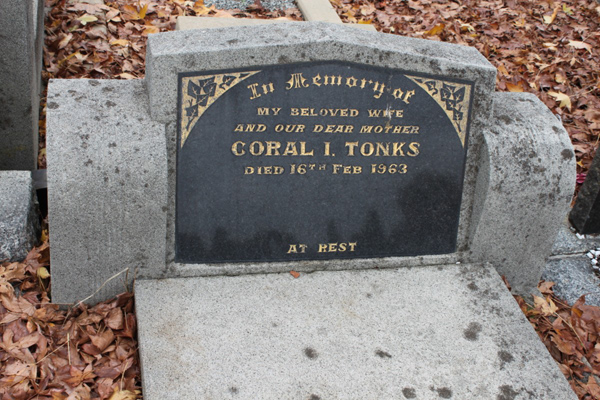 In Memory of
MY BELOVED WIFE
AND OUR DEAR MOTHER
CORAL I. TONKS
DIED 16TH FEB 1963
AT REST